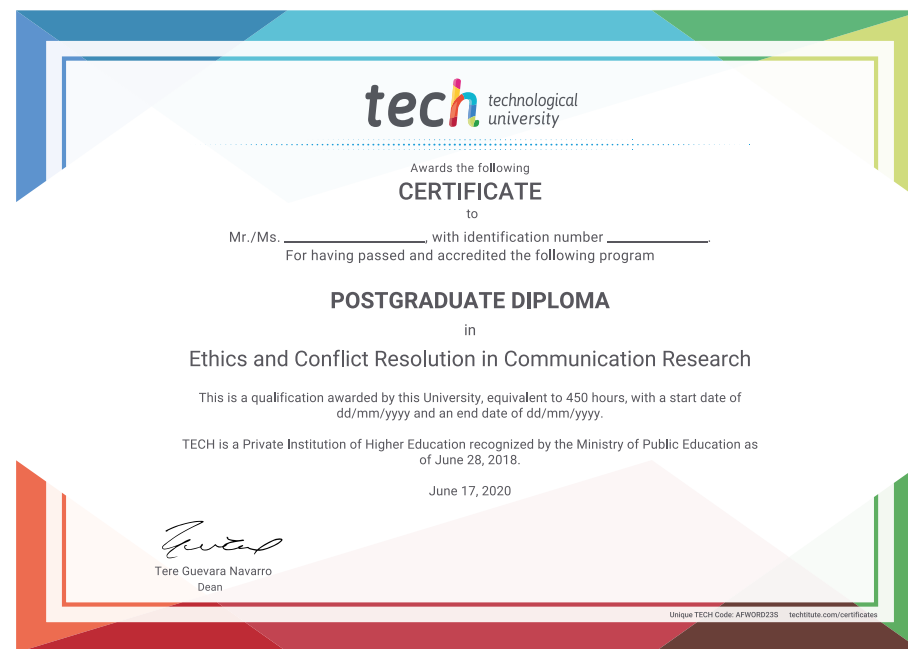 tech technological
university
Awards the following
CERTIFICATE
to
Mr./Ms. ____________________, with identification number ______________.
For having passed and accredited the following program
POSTGRADUATE DIPLOMA
in
Ethics and Conflict Resolution in Communication Research
This is a qualification awarded by this University, equivalent to 450 hours, with a start date of
dd/mm/yyyy and an end date of dd/mm/yyyy.
TECH is a Private Institution of Higher Education recognized by the Ministry of Public Education as
of June 28, 2018.
June 17, 2020
Tere Guevara Navarro
Dean
Unique TECH Code: AFWORD23S techtitute.com/certificates